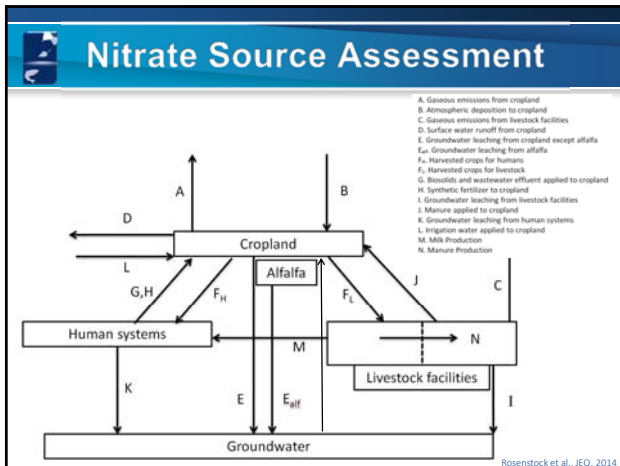 Nitrate Source Assessment
A. Gaseous emissions from cropland
B. Atmospheric deposition to cropland
C. Gaseous emissions from livestock facilities
D. Surface water runoff from cropland
E. Groundwater leaching from cropland except alfalfa
Ealf. Groundwater leaching from alfalfa
FH. Harvested crops for humans
FL. Harvested crops for livestock
G. Biosolids and wastewater effluent applied to cropland
H. Synthetic fertilizer to cropland
I. Groundwater leaching from livestock facilities
J. Manure applied to cropland
K. Groundwater leaching from human systems
L. Irrigation water applied to cropland
M. Milk Production
N. Manure Production
A
B
D
Cropland
L
Alfalfa
G,H
FH
FL
J
C
Human systems
M
N
Livestock facilities
K
E
Ealf
I
Groundwater
Rosenstock et al., JEQ, 2014